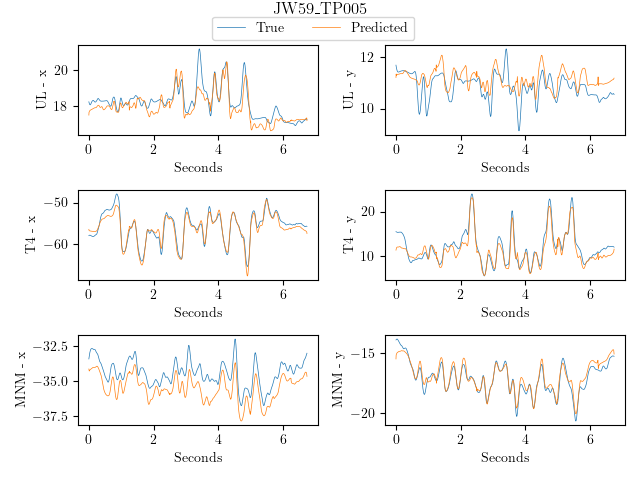 JW59_TP005
True Predicted
20
18
UL - x
0 2 4 6
Seconds
12
10
UL - y
0 2 4 6
Seconds
−50
−60
T4 - x
0 2 4 6
Seconds
20
10
T4 - y
0 2 4 6
Seconds
−32.5
−35.0
−37.5
MNM - x
0 2 4 6
Seconds
−15
−20
MNM - y
0 2 4 6
Seconds